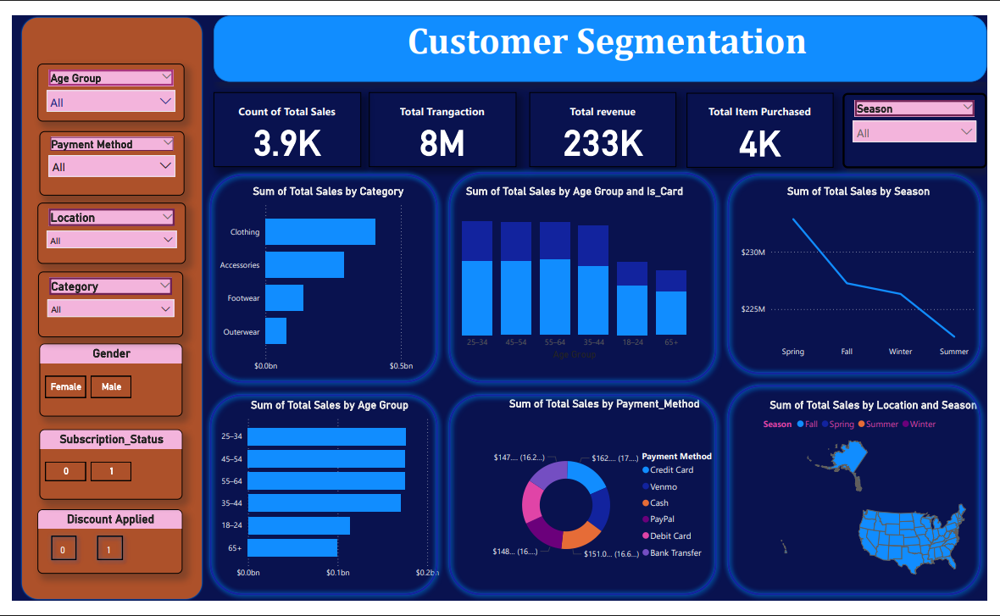 Customer Segmentation
Age Group
All
Payment Method
All
Location
All
Category
All
Gender
Female Male
Subscription_Status
0 1
Discount Applied
0 1
Count of Total Sales
3.9K
Total Trangaction
8M
Total revenue
233K
Total Item Purchased
4K
Season
All
Sum of Total Sales by Category
Clothing
Accessories
Footwear
Outerwear
$0.0bn $0.5bn
Sum of Total Sales by Age Group and Is_Card
25–34 45–54 55–64 35–44 18–24 65+
Age Group
Sum of Total Sales by Season
$230M
$225M
Spring Fall Winter Summer
Sum of Total Sales by Age Group
25–34
45–54
55–64
35–44
18–24
65+
$0.0bn $0.1bn $0.2bn
Sum of Total Sales by Payment_Method
$147.... (16.2...) $162.... (17....)
$148... (16....) $151.0... (16.6...)
Payment Method
Credit Card
Venmo
Cash
PayPal
Debit Card
Bank Transfer
Sum of Total Sales by Location and Season
Season Fall Spring Summer Winter